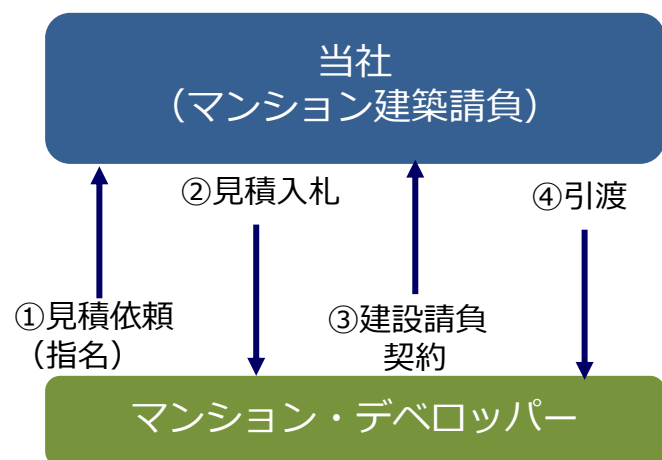 当社
（マンション建築請負）
②見積入札
④引渡
①見積依頼
（指名）
③建設請負
契約
マンション・デベロッパー